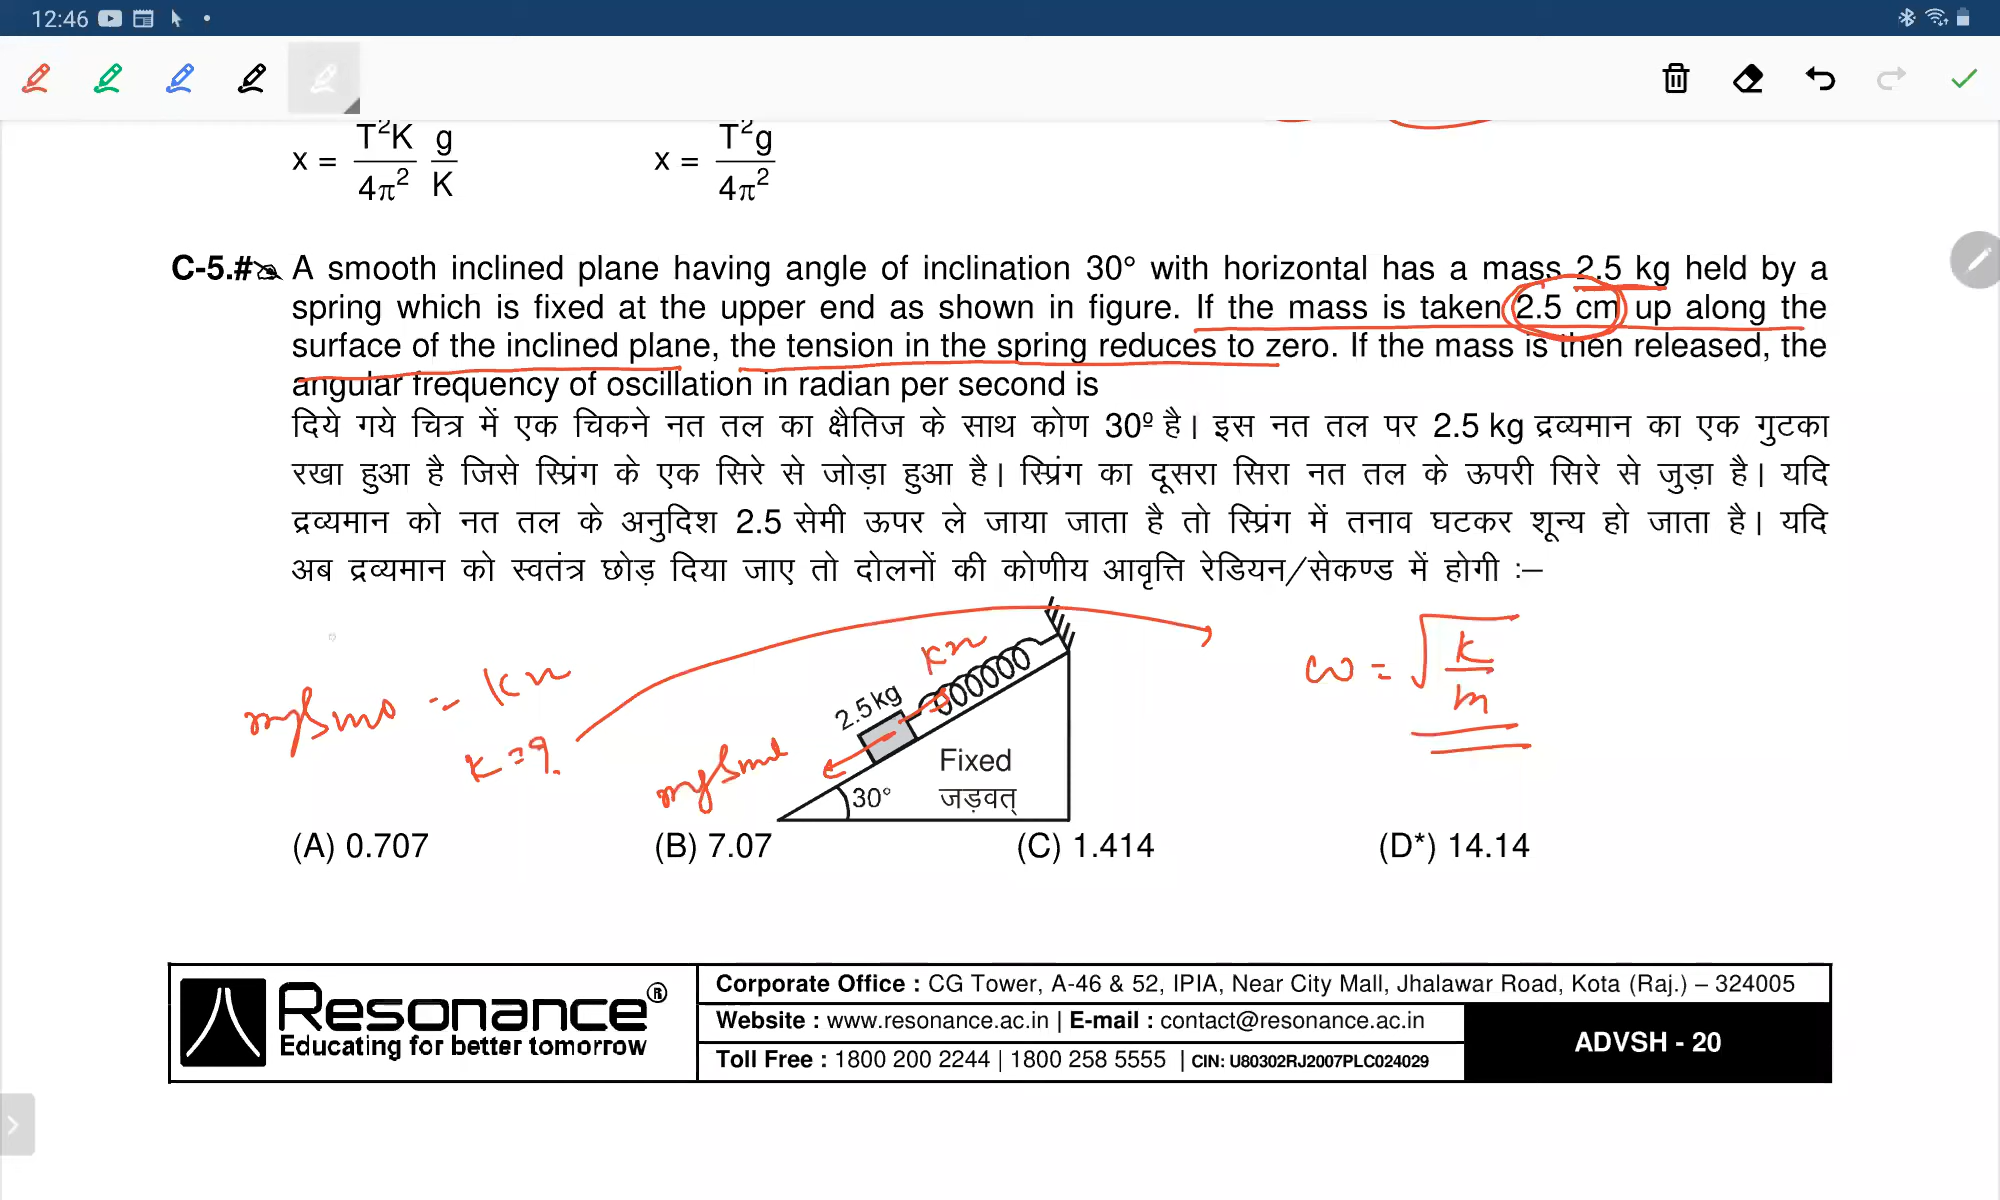 12:46
x = T²K/4π² g/K x = T²g/4π²
C-5.# A smooth inclined plane having angle of inclination 30° with horizontal has a mass 2.5 kg held by a
spring which is fixed at the upper end as shown in figure. If the mass is taken 2.5 cm up along the
surface of the inclined plane, the tension in the spring reduces to zero. If the mass is then released, the
angular frequency of oscillation in radian per second is
दिये गये चित्र में एक चिकने नत तल का क्षैतिज के साथ कोण 30º है। इस नत तल पर 2.5 kg द्रव्यमान का एक गुटका
रखा हुआ है जिसे स्प्रिंग के एक सिरे से जोड़ा हुआ है। स्प्रिंग का दूसरा सिरा नत तल के ऊपरी सिरे से जुड़ा है। यदि
द्रव्यमान को नत तल के अनुदिश 2.5 सेमी ऊपर ले जाया जाता है तो स्प्रिंग में तनाव घटकर शून्य हो जाता है। यदि
अब द्रव्यमान को स्वतंत्र छोड़ दिया जाए तो दोलनों की कोणीय आवृत्ति रेडियन/सेकण्ड में होगी :–
mgsinθ = kx
k = ?
kx
2.5 kg
mgsinθ
Fixed
जड़वत्
30°
ω = √k/m
(A) 0.707 (B) 7.07 (C) 1.414 (D*) 14.14
Resonance®
Educating for better tomorrow
Corporate Office : CG Tower, A-46 & 52, IPIA, Near City Mall, Jhalawar Road, Kota (Raj.) – 324005
Website : www.resonance.ac.in | E-mail : contact@resonance.ac.in
Toll Free : 1800 200 2244 | 1800 258 5555 | CIN: U80302RJ2007PLC024029
ADVSH - 20